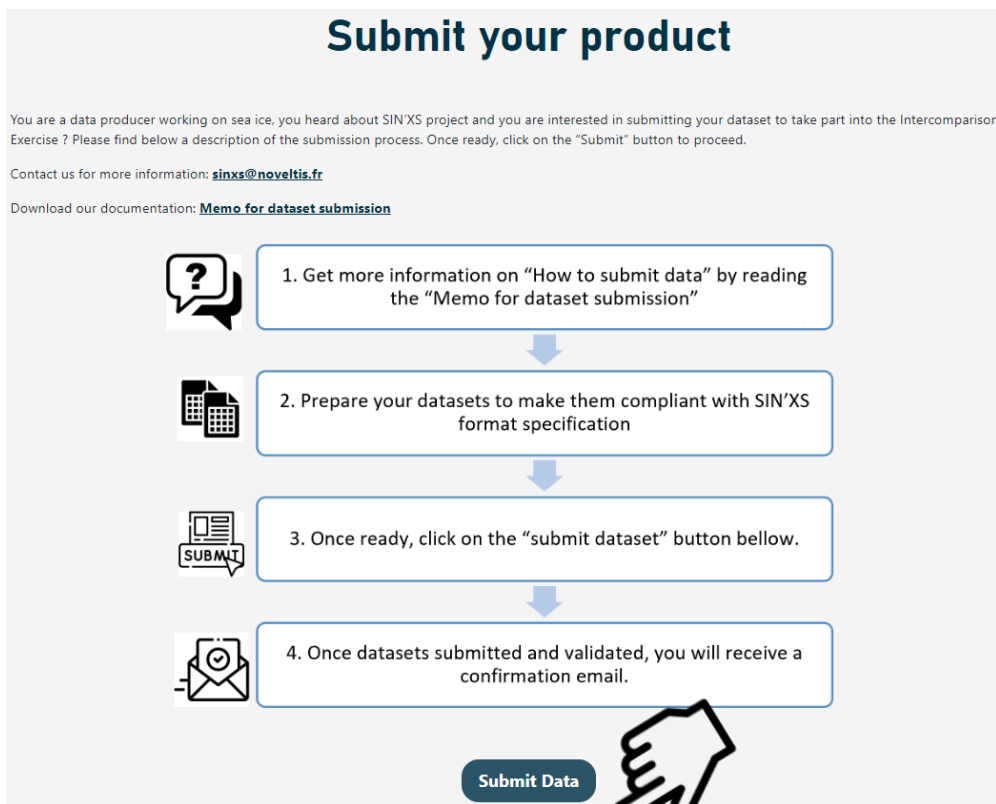 Submit your product
You are a data producer working on sea ice, you heard about SIN'XS project and you are interested in submitting your dataset to take part into the Intercomparison
Exercise ? Please find below a description of the submission process. Once ready, click on the “Submit” button to proceed.
Contact us for more information: sinxs@noveltis.fr
Download our documentation: Memo for dataset submission
?
1. Get more information on “How to submit data” by reading
the “Memo for dataset submission”
2. Prepare your datasets to make them compliant with SIN’XS
format specification
SUBMIT
3. Once ready, click on the “submit dataset” button bellow.
4. Once datasets submitted and validated, you will receive a
confirmation email.
Submit Data